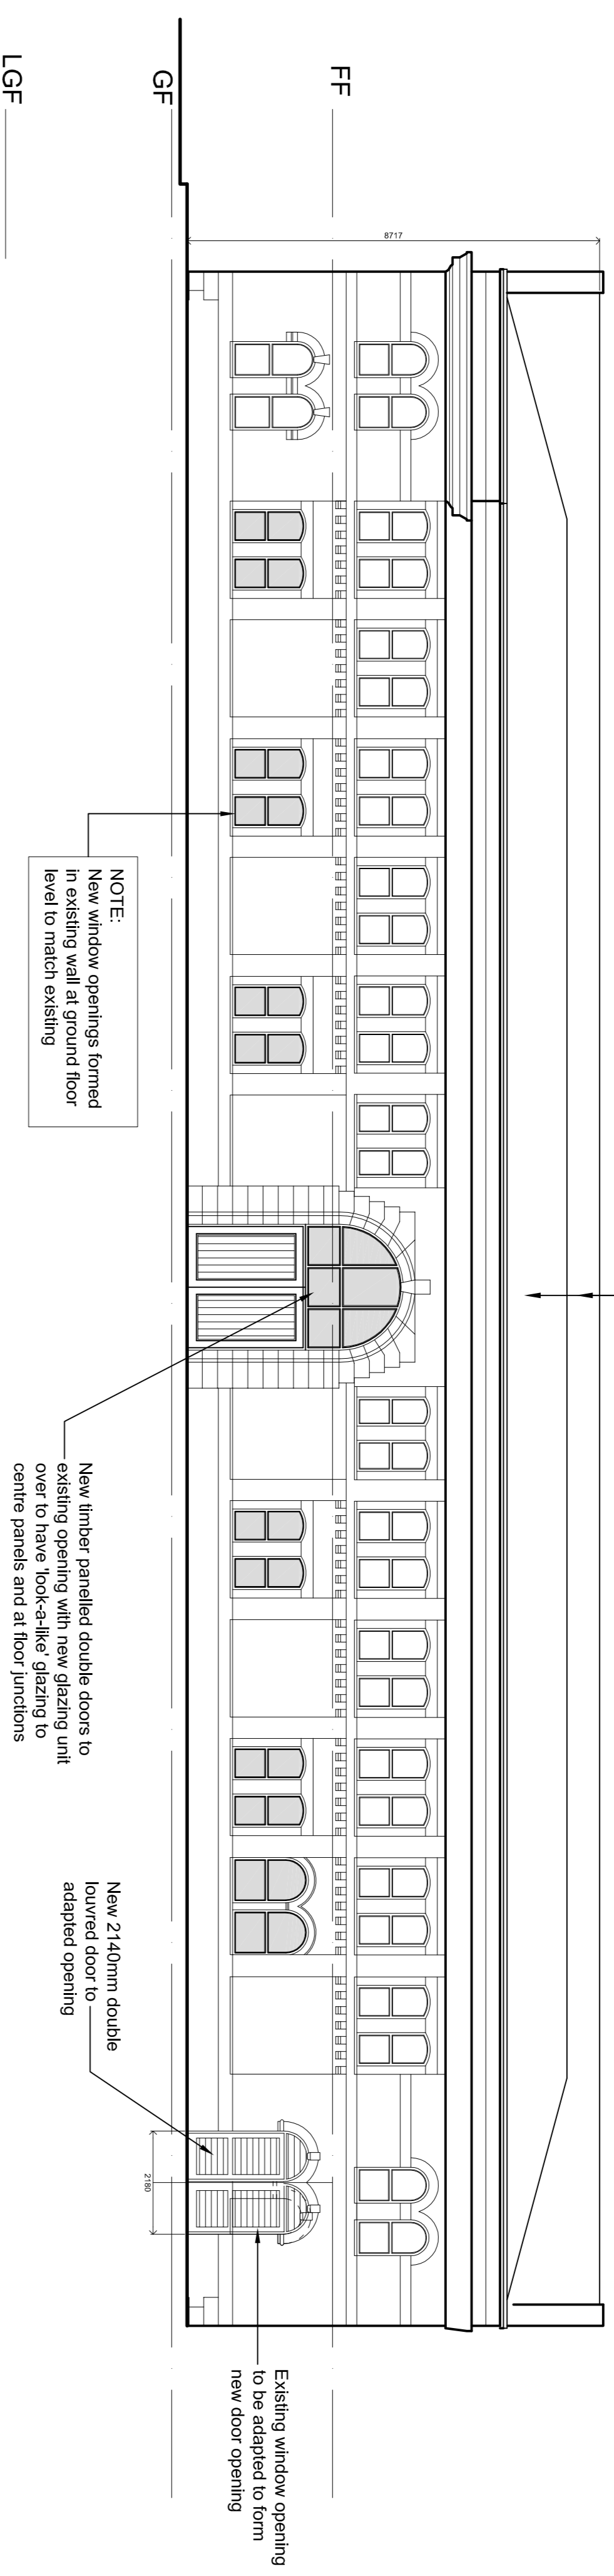 FF
GF
LGF
8717
NOTE:
New window openings formed
in existing wall at ground floor
level to match existing
New timber panelled double doors to
existing opening with new glazing unit
over to have 'look-a-like' glazing to
centre panels and at floor junctions
New 2140mm double
louvred door to
adapted opening
2180
Existing window opening
to be adapted to form
new door opening